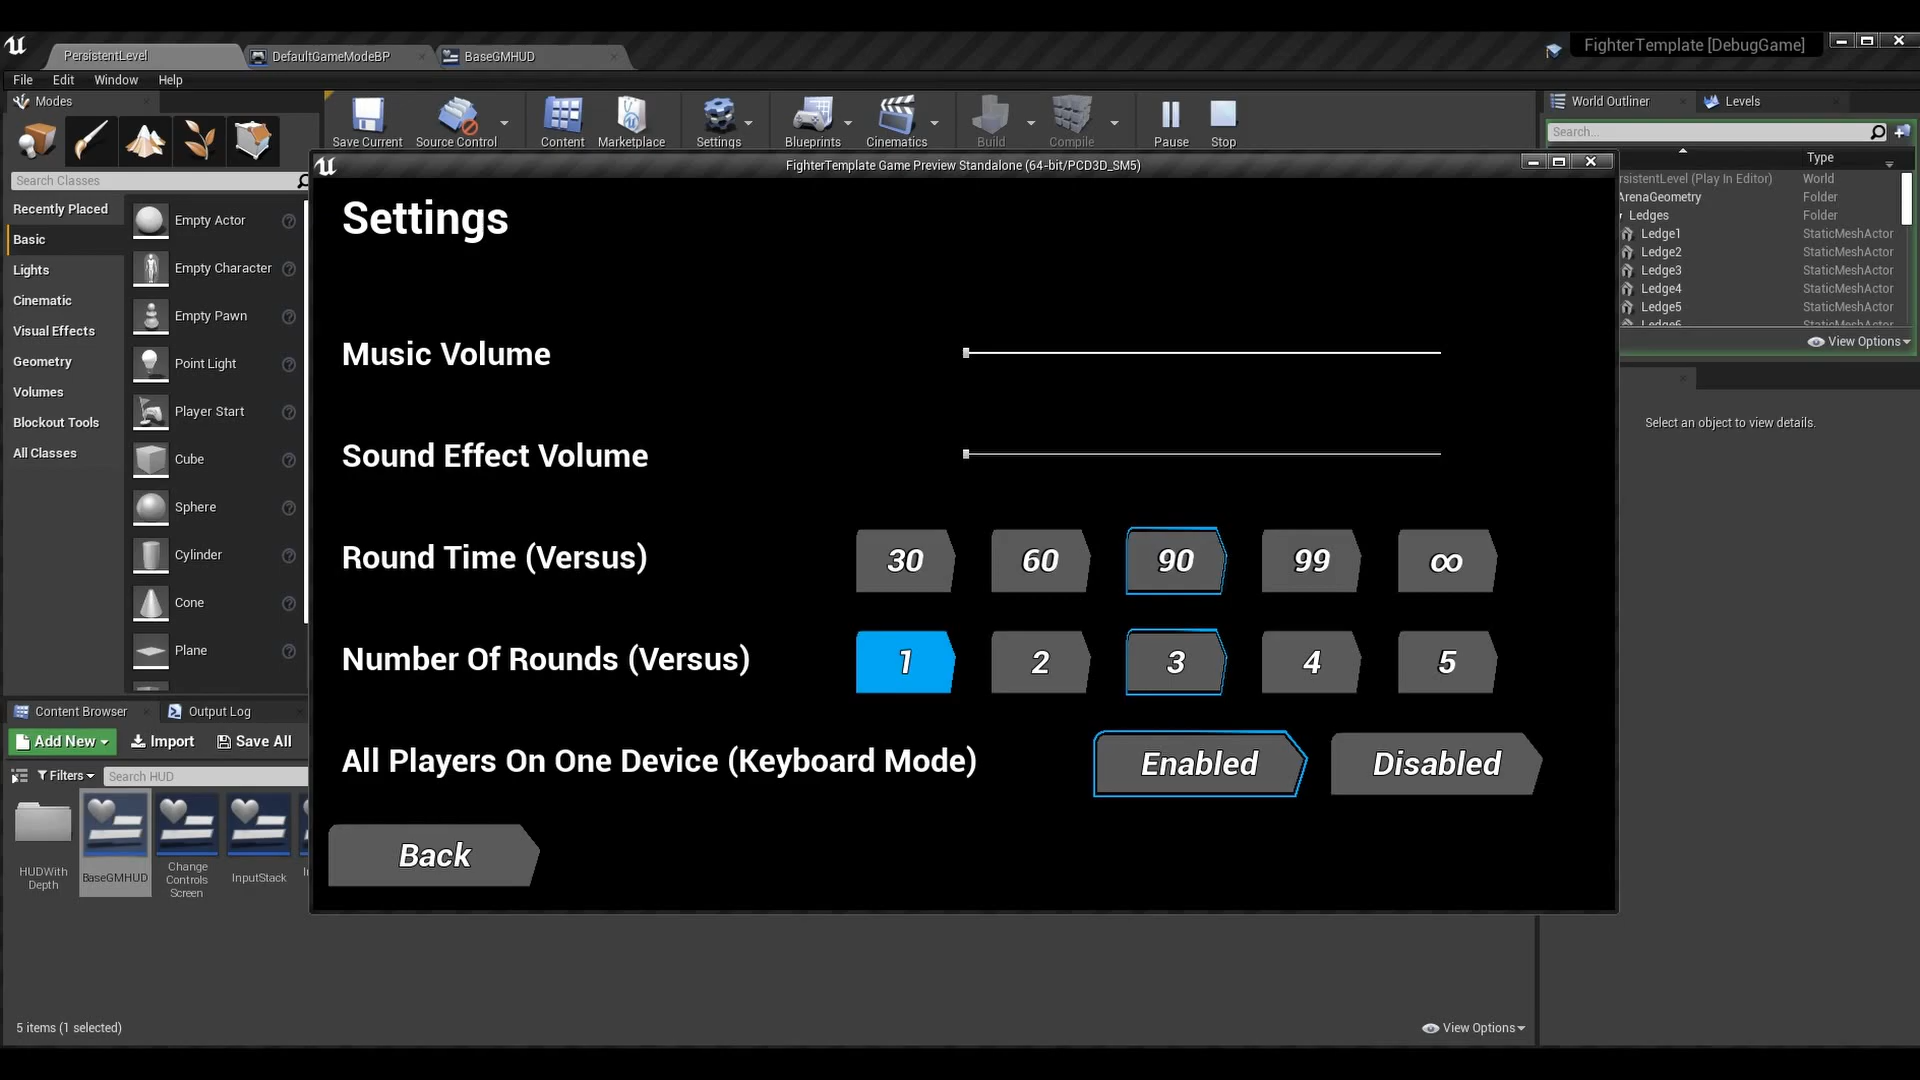 PersistentLevel
DefaultGameModeBP
BaseGMHUD
FighterTemplate [DebugGame]
File Edit Window Help
Modes
Save Current
Source Control
Content
Marketplace
Settings
Blueprints
Cinematics
Build
Compile
Pause
Stop
World Outliner
Levels
Search...
Type
rsistentLevel (Play In Editor) World
ArenaGeometry Folder
Ledges Folder
Ledge1 StaticMeshActor
Ledge2 StaticMeshActor
Ledge3 StaticMeshActor
Ledge4 StaticMeshActor
Ledge5 StaticMeshActor
Ledge6 StaticMeshActor
View Options
Select an object to view details.
Search Classes
Recently Placed
Basic
Lights
Cinematic
Visual Effects
Geometry
Volumes
Blockout Tools
All Classes
Empty Actor
Empty Character
Empty Pawn
Point Light
Player Start
Cube
Sphere
Cylinder
Cone
Plane
FighterTemplate Game Preview Standalone (64-bit/PCD3D_SM5)
Settings
Music Volume
Sound Effect Volume
Round Time (Versus) 30 60 90 99 ∞
Number Of Rounds (Versus) 1 2 3 4 5
All Players On One Device (Keyboard Mode) Enabled Disabled
Back
Content Browser
Output Log
Add New
Import
Save All
Filters
Search HUD
HUDWith
Depth
BaseGMHUD
Change
Controls
Screen
InputStack
5 items (1 selected)
View Options